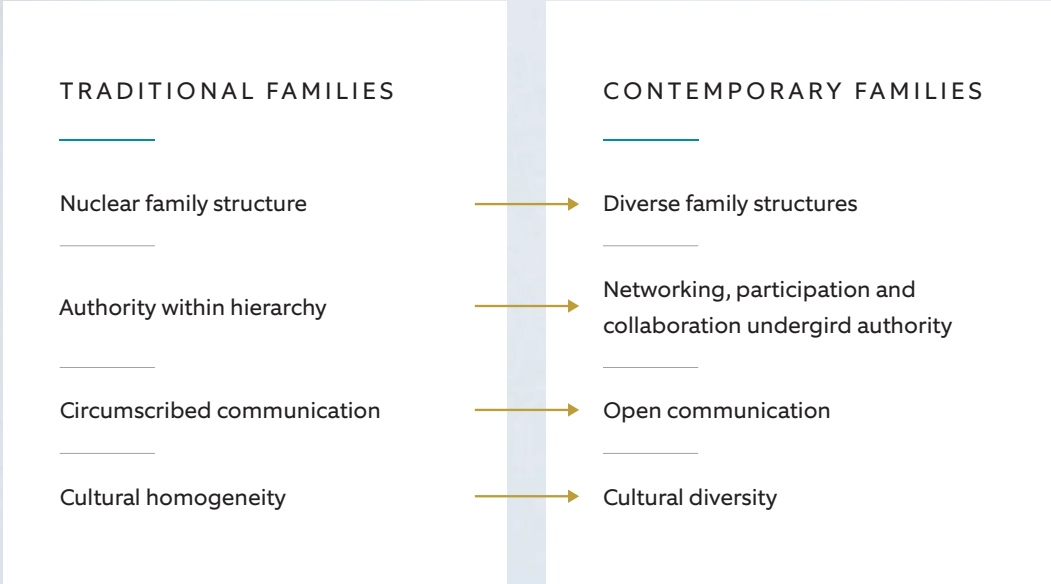 TRADITIONAL FAMILIES
CONTEMPORARY FAMILIES
Nuclear family structure
Diverse family structures
Authority within hierarchy
Networking, participation and
collaboration undergird authority
Circumscribed communication
Open communication
Cultural homogeneity
Cultural diversity